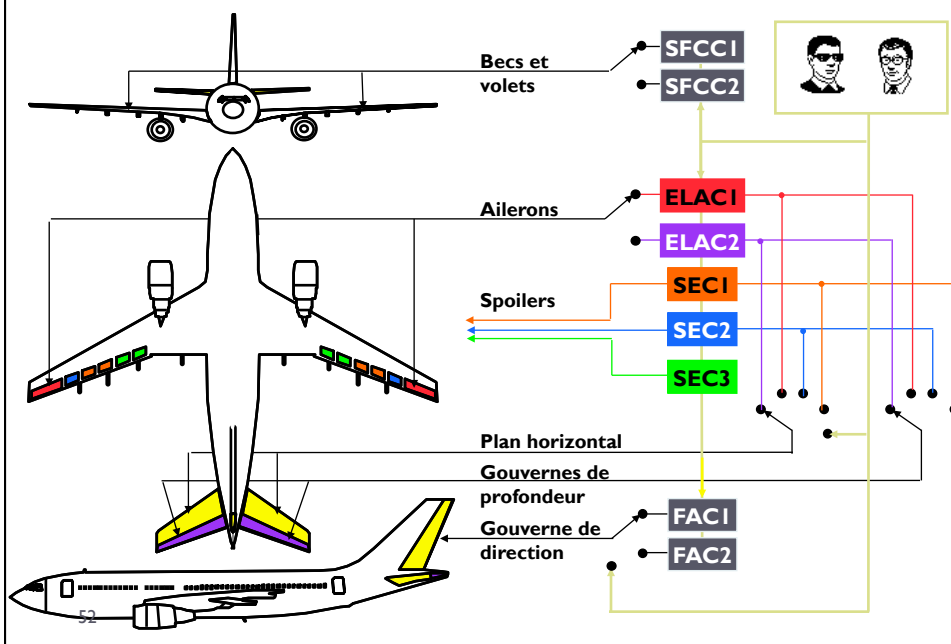 Becs et
volets
SFCC1
SFCC2
Ailerons
ELAC1
ELAC2
Spoilers
SEC1
SEC2
SEC3
Plan horizontal
Gouvernes de
profondeur
Gouverne de
direction
FAC1
FAC2
52